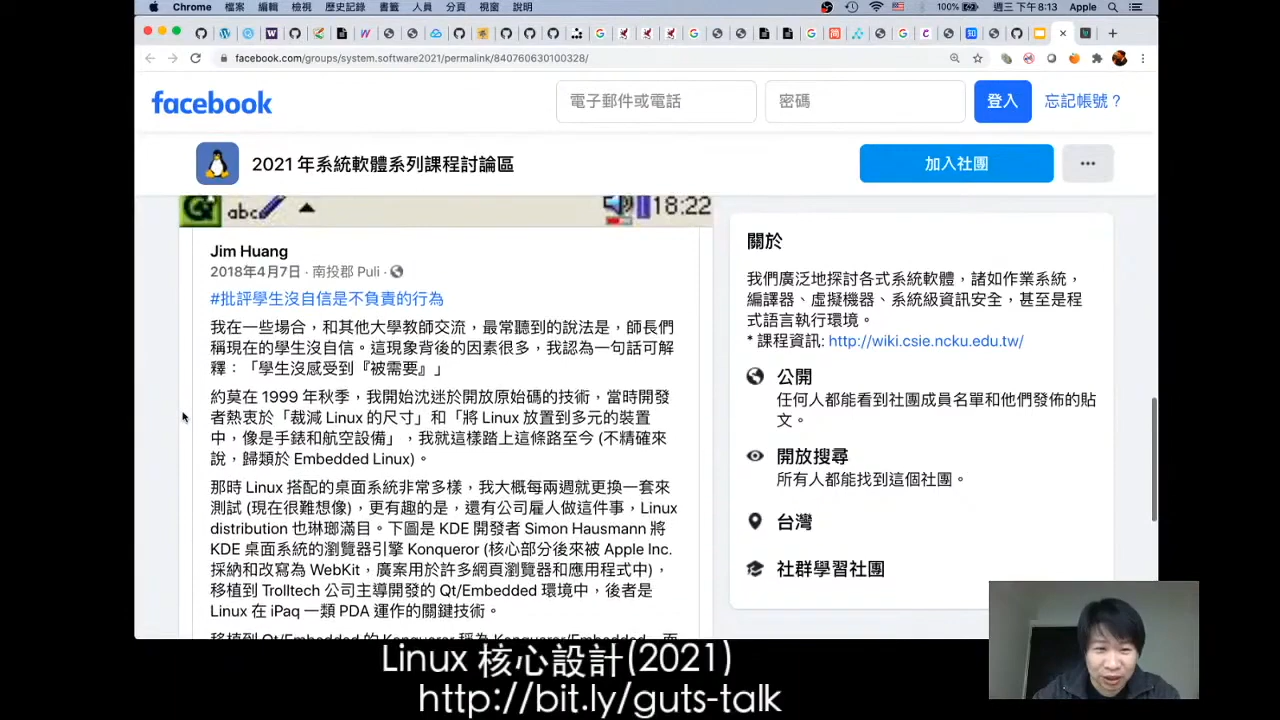 Chrome 檔案 編輯 檢視 歷史記錄 書籤 人員 分頁 視窗 說明 100% 週三 下午8:13 Apple
facebook.com/groups/system.software2021/permalink/840760630100328/
facebook 電子郵件或電話 密碼 登入 忘記帳號？
2021 年系統軟體系列課程討論區 加入社團
abc 18:22
Jim Huang
2018年4月7日 · 南投郡 Puli ·
#批評學生沒自信是不負責的行為
我在一些場合，和其他大學教師交流，最常聽到的說法是，師長們
稱現在的學生沒自信。這現象背後的因素很多，我認為一句話可解
釋：「學生沒感受到『被需要』」
約莫在 1999 年秋季，我開始沈迷於開放原始碼的技術，當時開發
者熱衷於「裁減 Linux 的尺寸」和「將 Linux 放置到多元的裝置
中，像是手錶和航空設備」，我就這樣踏上這條路至今 (不精確來
說，歸類於 Embedded Linux)。
那時 Linux 搭配的桌面系統非常多樣，我大概每兩週就更換一套來
測試 (現在很難想像)，更有趣的是，還有公司雇人做這件事，Linux
distribution 也琳瑯滿目。下圖是 KDE 開發者 Simon Hausmann 將
KDE 桌面系統的瀏覽器引擎 Konqueror (核心部分後來被 Apple Inc.
採納和改寫為 WebKit，廣案用於許多網頁瀏覽器和應用程式中)，
移植到 Trolltech 公司主導開發的 Qt/Embedded 環境中，後者是
Linux 在 iPaq 一類 PDA 運作的關鍵技術。
移植到 Qt/Embedded 的 Konqueror 稱為 Konqueror/Embedded，而
關於
我們廣泛地探討各式系統軟體，諸如作業系統，
編譯器、虛擬機器、系統級資訊安全，甚至是程
式語言執行環境。
* 課程資訊: http://wiki.csie.ncku.edu.tw/
公開
任何人都能看到社團成員名單和他們發佈的貼
文。
開放搜尋
所有人都能找到這個社團。
台灣
社群學習社團
Linux 核心設計(2021)
http://bit.ly/guts-talk